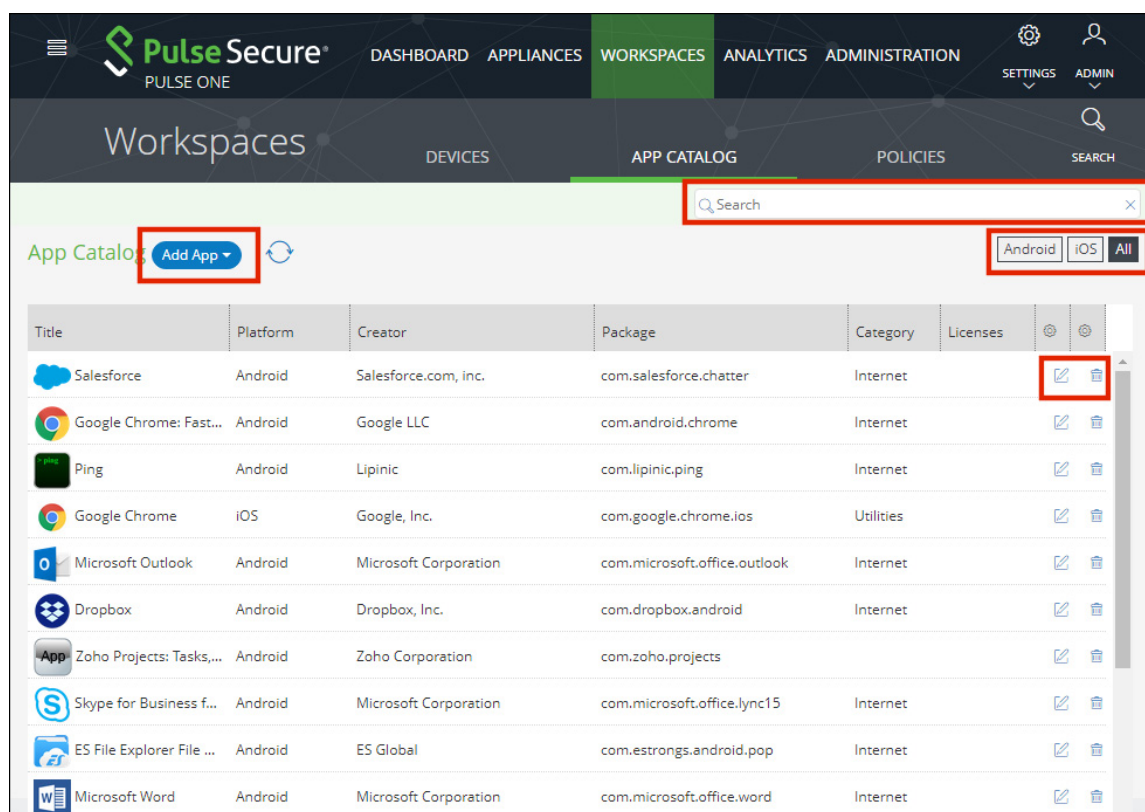 Pulse Secure®
PULSE ONE
DASHBOARD APPLIANCES WORKSPACES ANALYTICS ADMINISTRATION
SETTINGS ADMIN
Workspaces
DEVICES APP CATALOG POLICIES
SEARCH
Search
App Catalog Add App
Android iOS All
Title Platform Creator Package Category Licenses
Salesforce Android Salesforce.com, inc. com.salesforce.chatter Internet
Google Chrome: Fast... Android Google LLC com.android.chrome Internet
> ping
Ping Android Lipinic com.lipinic.ping Internet
Google Chrome iOS Google, Inc. com.google.chrome.ios Utilities
Microsoft Outlook Android Microsoft Corporation com.microsoft.office.outlook Internet
Dropbox Android Dropbox, Inc. com.dropbox.android Internet
App Zoho Projects: Tasks,... Android Zoho Corporation com.zoho.projects
Skype for Business f... Android Microsoft Corporation com.microsoft.office.lync15 Internet
ES File Explorer File ... Android ES Global com.estrongs.android.pop Internet
Microsoft Word Android Microsoft Corporation com.microsoft.office.word Internet